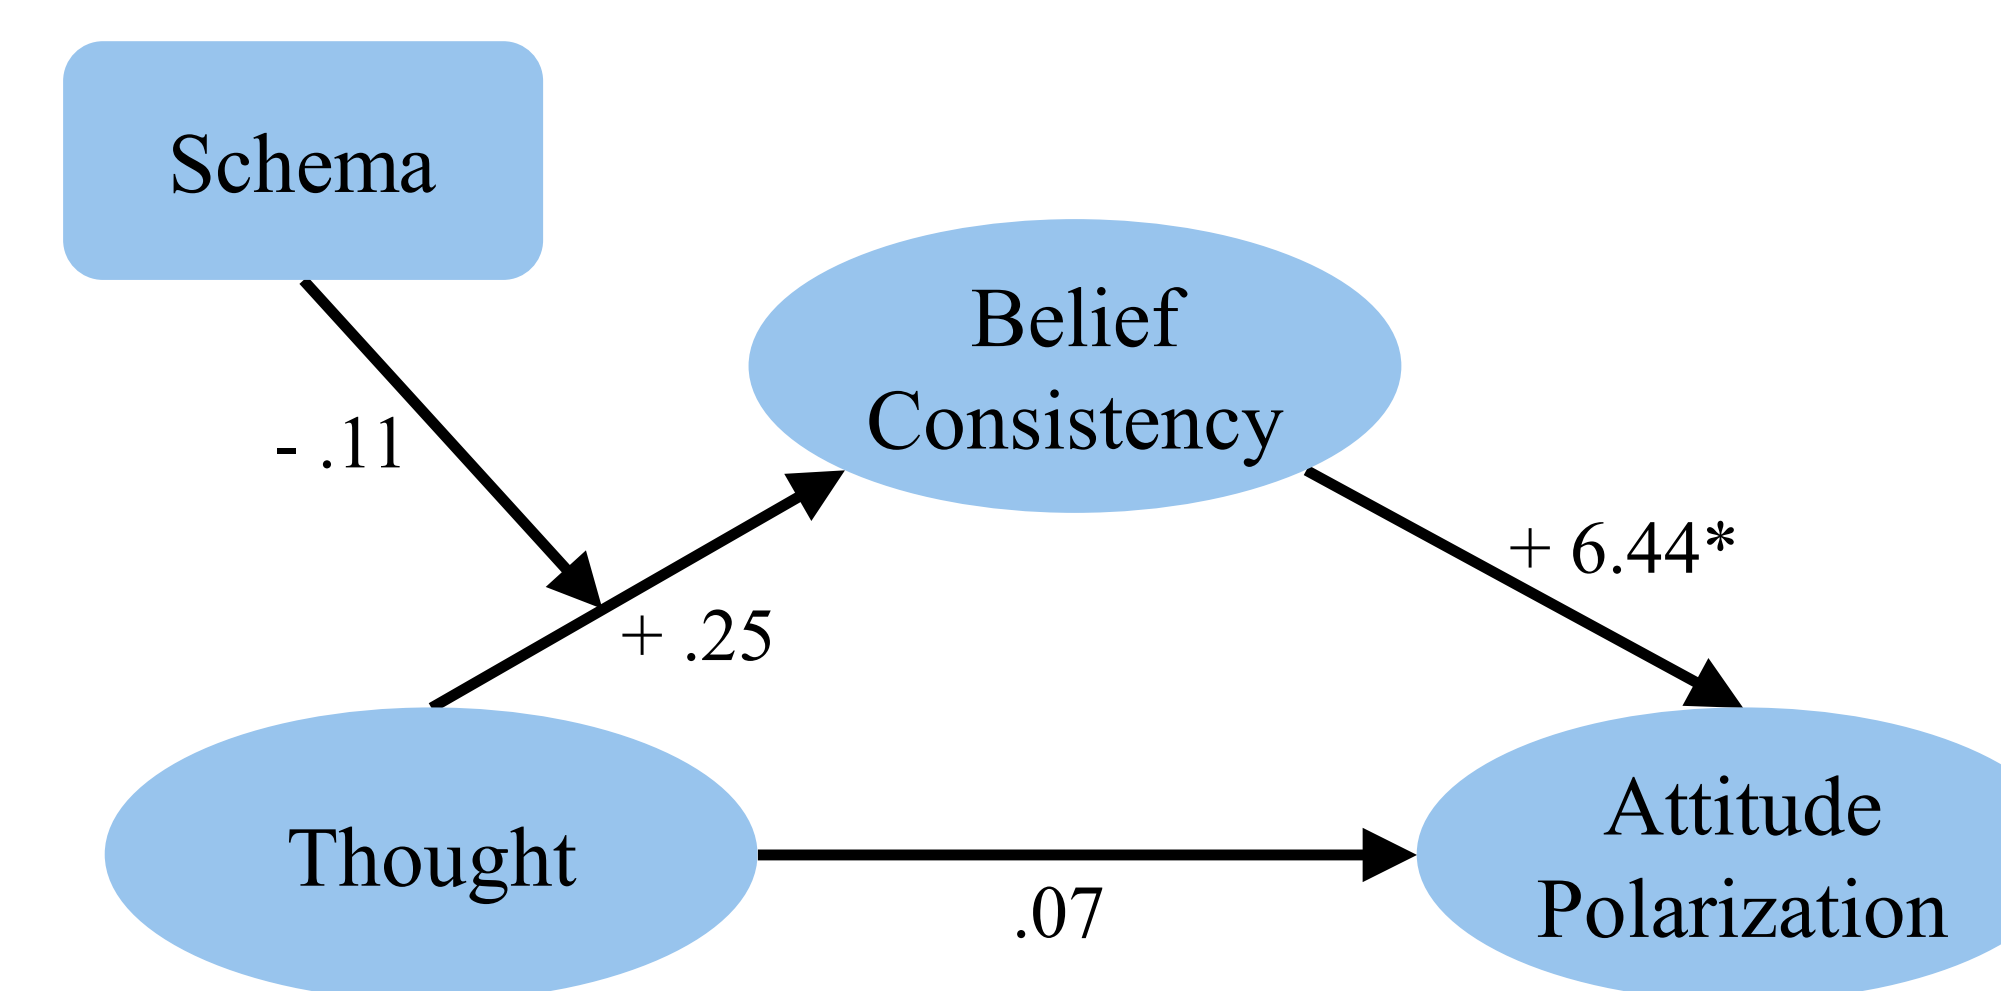 Schema
Belief
Consistency
- .11
+ 6.44*
+ .25
Thought
Attitude
Polarization
.07